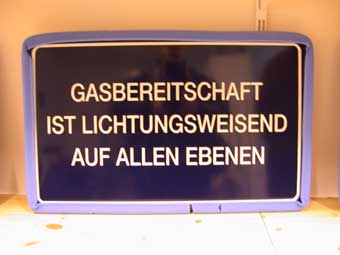 GASBEREITSCHAFT
IST LICHTUNGSWEISEND
AUF ALLEN EBENEN